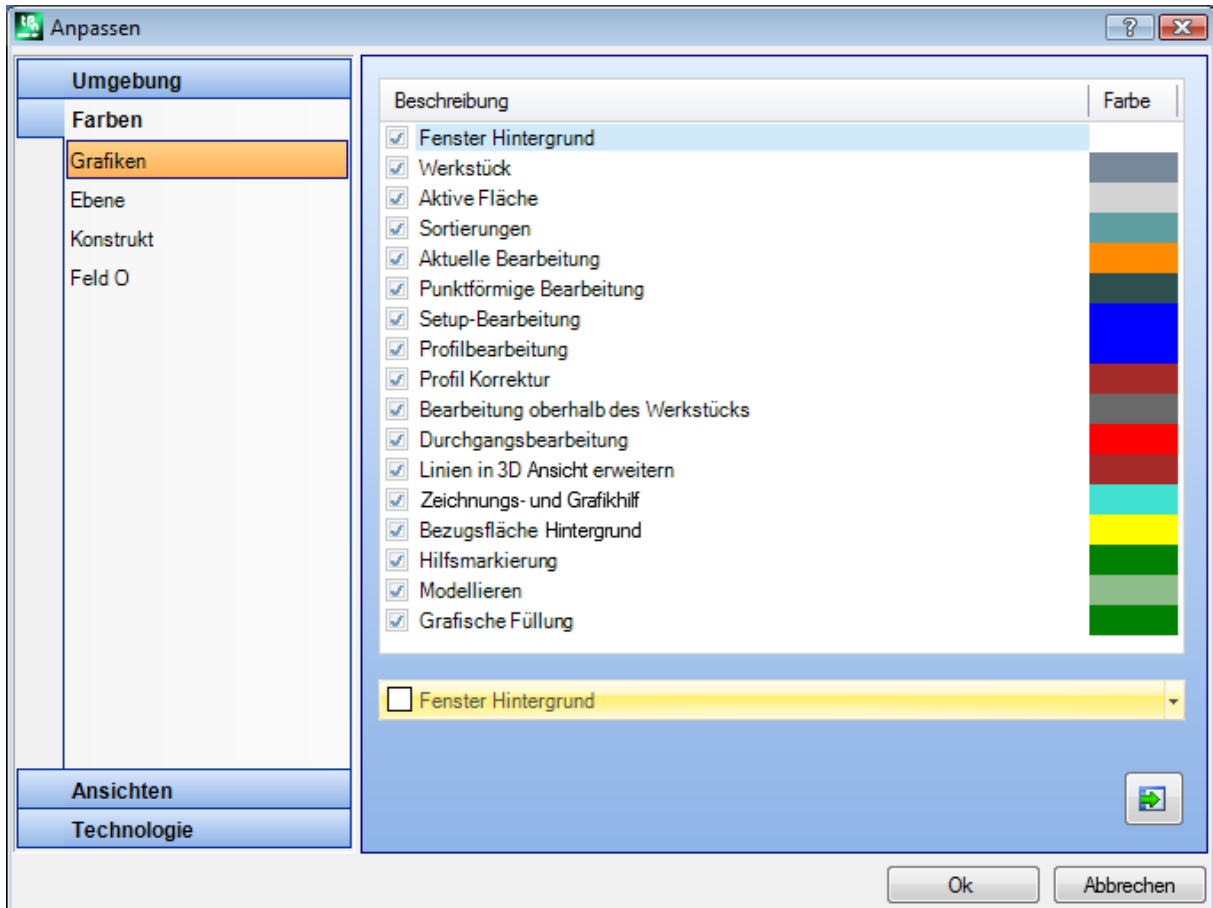 Anpassen
Umgebung
Farben
Grafiken
Ebene
Konstrukt
Feld O
Ansichten
Technologie
Beschreibung Farbe
Fenster Hintergrund
Werkstück
Aktive Fläche
Sortierungen
Aktuelle Bearbeitung
Punktförmige Bearbeitung
Setup-Bearbeitung
Profilbearbeitung
Profil Korrektur
Bearbeitung oberhalb des Werkstücks
Durchgangsbearbeitung
Linien in 3D Ansicht erweitern
Zeichnungs- und Grafikhilf
Bezugsfläche Hintergrund
Hilfsmarkierung
Modellieren
Grafische Füllung
Fenster Hintergrund
Ok Abbrechen